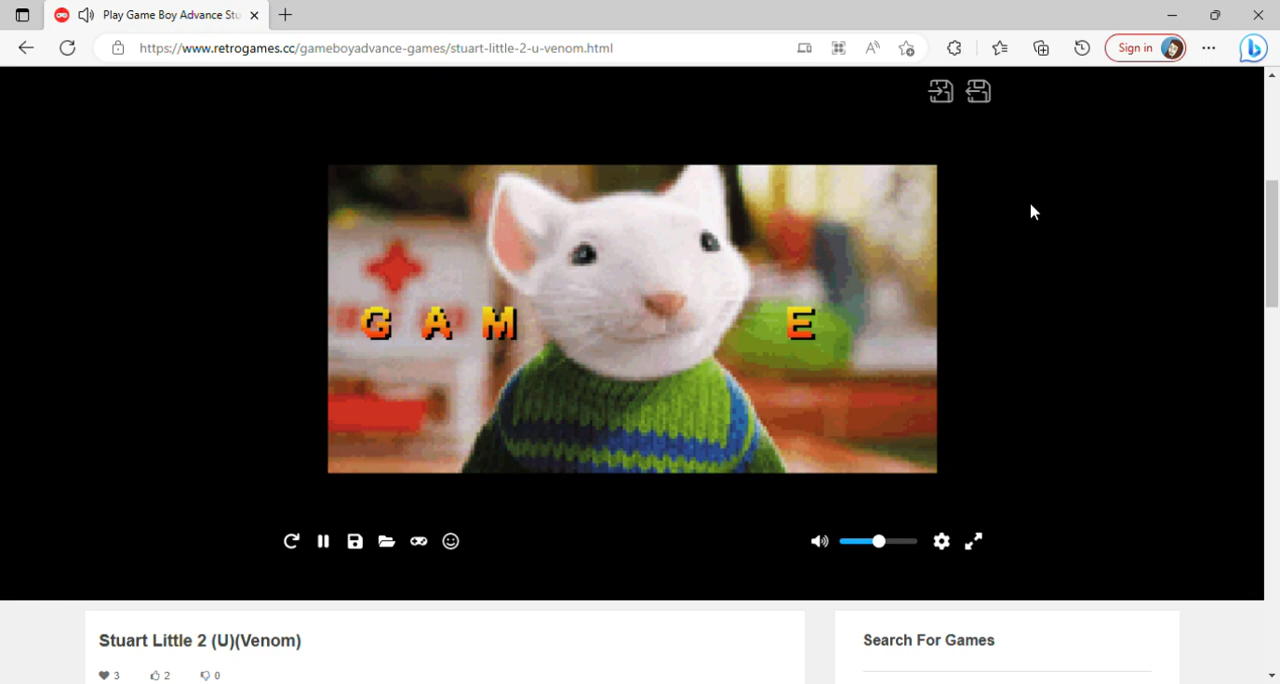 Play Game Boy Advance Stu
https://www.retrogames.cc/gameboyadvance-games/stuart-little-2-u-venom.html
Sign in
G A M E
Stuart Little 2 (U)(Venom)
Search For Games
3 2 0